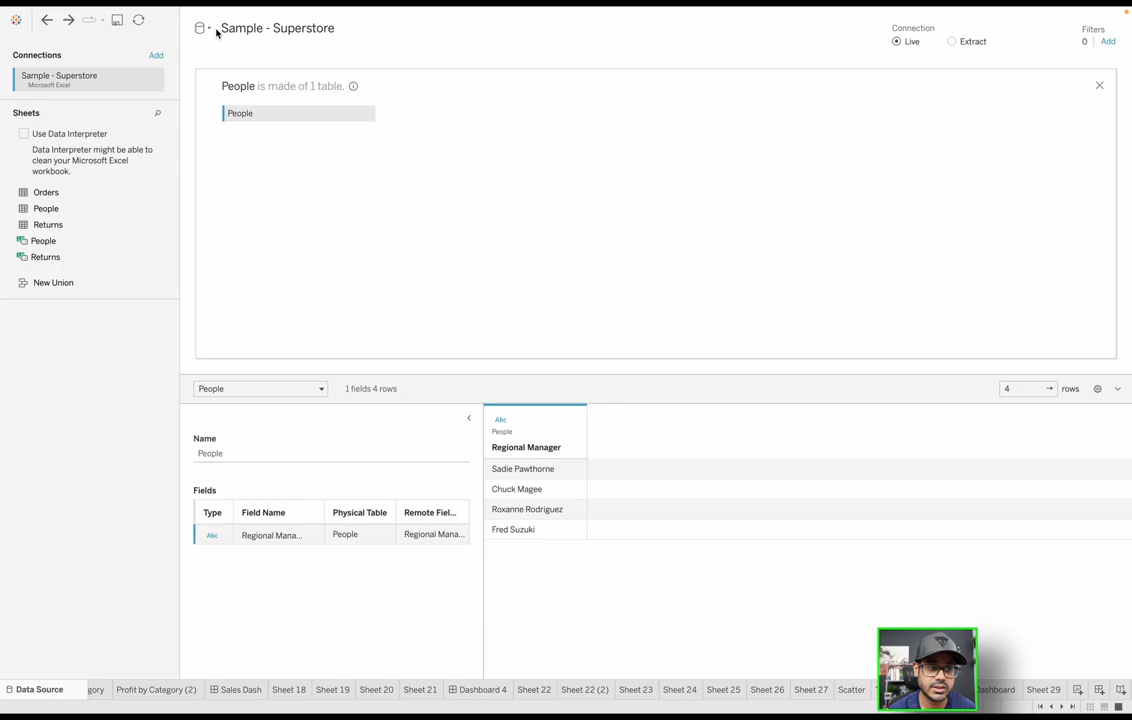 Sample - Superstore
Connection
Live
Extract
Filters
0
Add
Connections
Add
Sample - Superstore
Microsoft Excel
Sheets
Use Data Interpreter
Data Interpreter might be able to
clean your Microsoft Excel
workbook.
Orders
People
Returns
People
Returns
New Union
People is made of 1 table.
People
People
1 fields 4 rows
4
rows
Name
People
Fields
Type
Field Name
Physical Table
Remote Fiel...
Abc
Regional Mana...
People
Regional Mana...
Abc
People
Regional Manager
Sadie Pawthorne
Chuck Magee
Roxanne Rodriguez
Fred Suzuki
Data Source
gory
Profit by Category (2)
Sales Dash
Sheet 18
Sheet 19
Sheet 20
Sheet 21
Dashboard 4
Sheet 22
Sheet 22 (2)
Sheet 23
Sheet 24
Sheet 25
Sheet 26
Sheet 27
Scatter
ashboard
Sheet 29